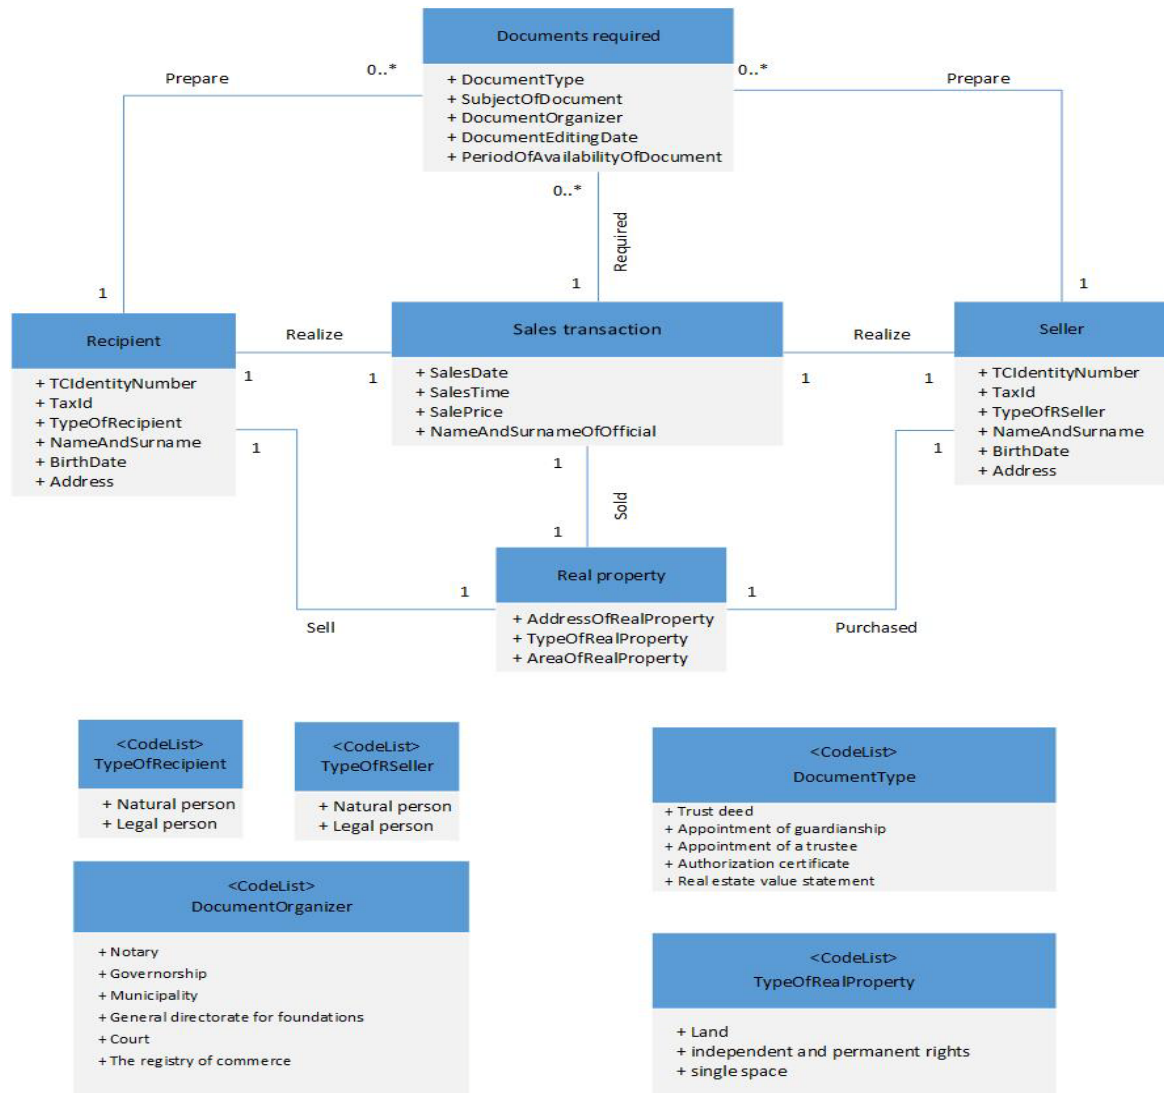 Documents required
+ DocumentType
+ SubjectOfDocument
+ DocumentOrganizer
+ DocumentEditingDate
+ PeriodOfAvailabilityOfDocument
Prepare
0..*
0..*
Prepare
0..*
Required
1
1
1
Recipient
+ TCIdentityNumber
+ TaxId
+ TypeOfRecipient
+ NameAndSurname
+ BirthDate
+ Address
Realize
1
1
Sales transaction
+ SalesDate
+ SalesTime
+ SalePrice
+ NameAndSurnameOfOfficial
Realize
1
1
Seller
+ TCIdentityNumber
+ TaxId
+ TypeOfRSeller
+ NameAndSurname
+ BirthDate
+ Address
1
1
1
Sold
1
Real property
+ AddressOfRealProperty
+ TypeOfRealProperty
+ AreaOfRealProperty
1
1
Sell
Purchased
<CodeList>
TypeOfRecipient
+ Natural person
+ Legal person
<CodeList>
TypeOfRSeller
+ Natural person
+ Legal person
<CodeList>
DocumentType
+ Trust deed
+ Appointment of guardianship
+ Appointment of a trustee
+ Authorization certificate
+ Real estate value statement
<CodeList>
DocumentOrganizer
+ Notary
+ Governorship
+ Municipality
+ General directorate for foundations
+ Court
+ The registry of commerce
<CodeList>
TypeOfRealProperty
+ Land
+ independent and permanent rights
+ single space